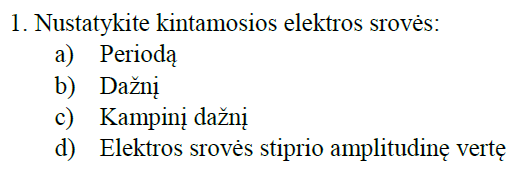 1. Nustatykite kintamosios elektros srovės:
a) Periodą
b) Dažnį
c) Kampinį dažnį
d) Elektros srovės stiprio amplitudinę vertę